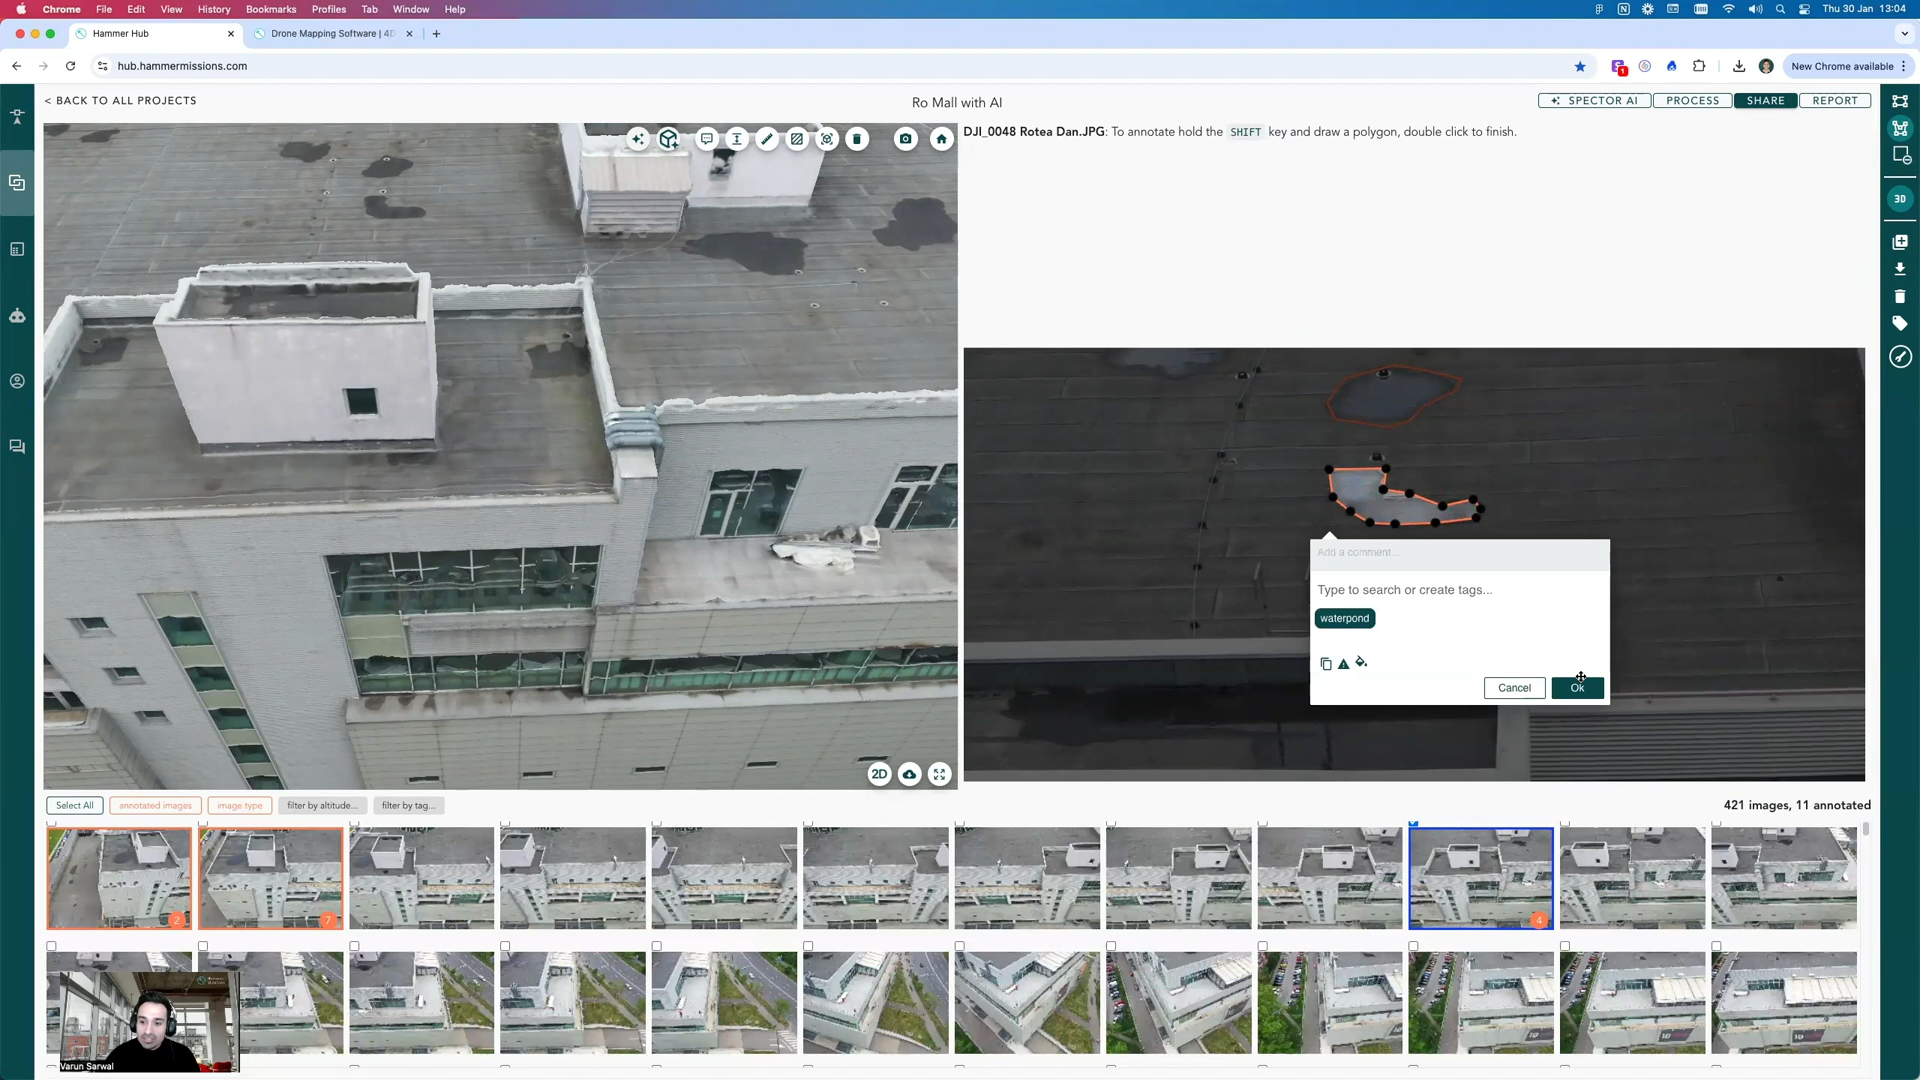 Chrome File Edit View History Bookmarks Profiles Tab Window Help Thu 30 Jan 13:04
Hammer Hub Drone Mapping Software | 4D
hub.hammermissions.com 1 New Chrome available
< BACK TO ALL PROJECTS Ro Mall with AI SPECTOR AI PROCESS SHARE REPORT
DJI_0048 Rotea Dan.JPG: To annotate hold the SHIFT key and draw a polygon, double click to finish.
3D
Add a comment...
Type to search or create tags...
waterpond
Cancel Ok
2D
Select All annotated images image type filter by altitude... filter by tag... 421 images, 11 annotated
2 7 4
Varun Sarwal